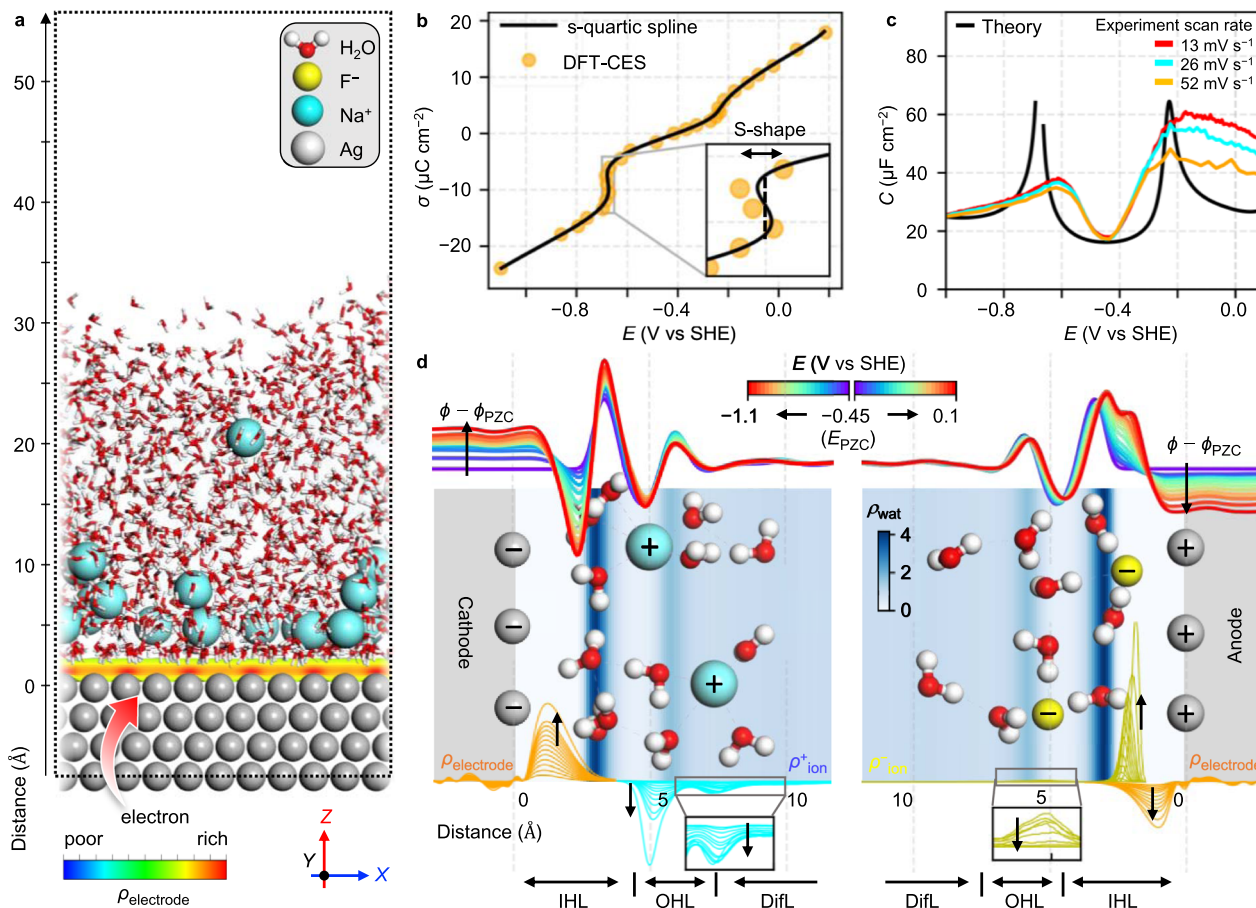 a
50
40
30
20
10
0
Distance (Å)
H₂O
F⁻
Na⁺
Ag
electron
poor
rich
ρelectrode
Z
Y
X
b
20
10
0
−10
−20
σ (μC cm⁻²)
s-quartic spline
DFT-CES
S-shape
−0.8
−0.4
0.0
E (V vs SHE)
c
80
60
40
20
0
C (μF cm⁻²)
Theory
Experiment scan rate
13 mV s⁻¹
26 mV s⁻¹
52 mV s⁻¹
−0.8
−0.4
0.0
E (V vs SHE)
d
E (V vs SHE)
−1.1
−0.45
0.1
(EPZC)
ϕ − ϕPZC
ϕ − ϕPZC
ρwat
4
2
0
Cathode
Anode
− − −
+ +
− −
+ + +
ρelectrode
ρ⁺ion
ρ⁻ion
ρelectrode
0
5
10
10
5
0
Distance (Å)
IHL
OHL
DifL
DifL
OHL
IHL